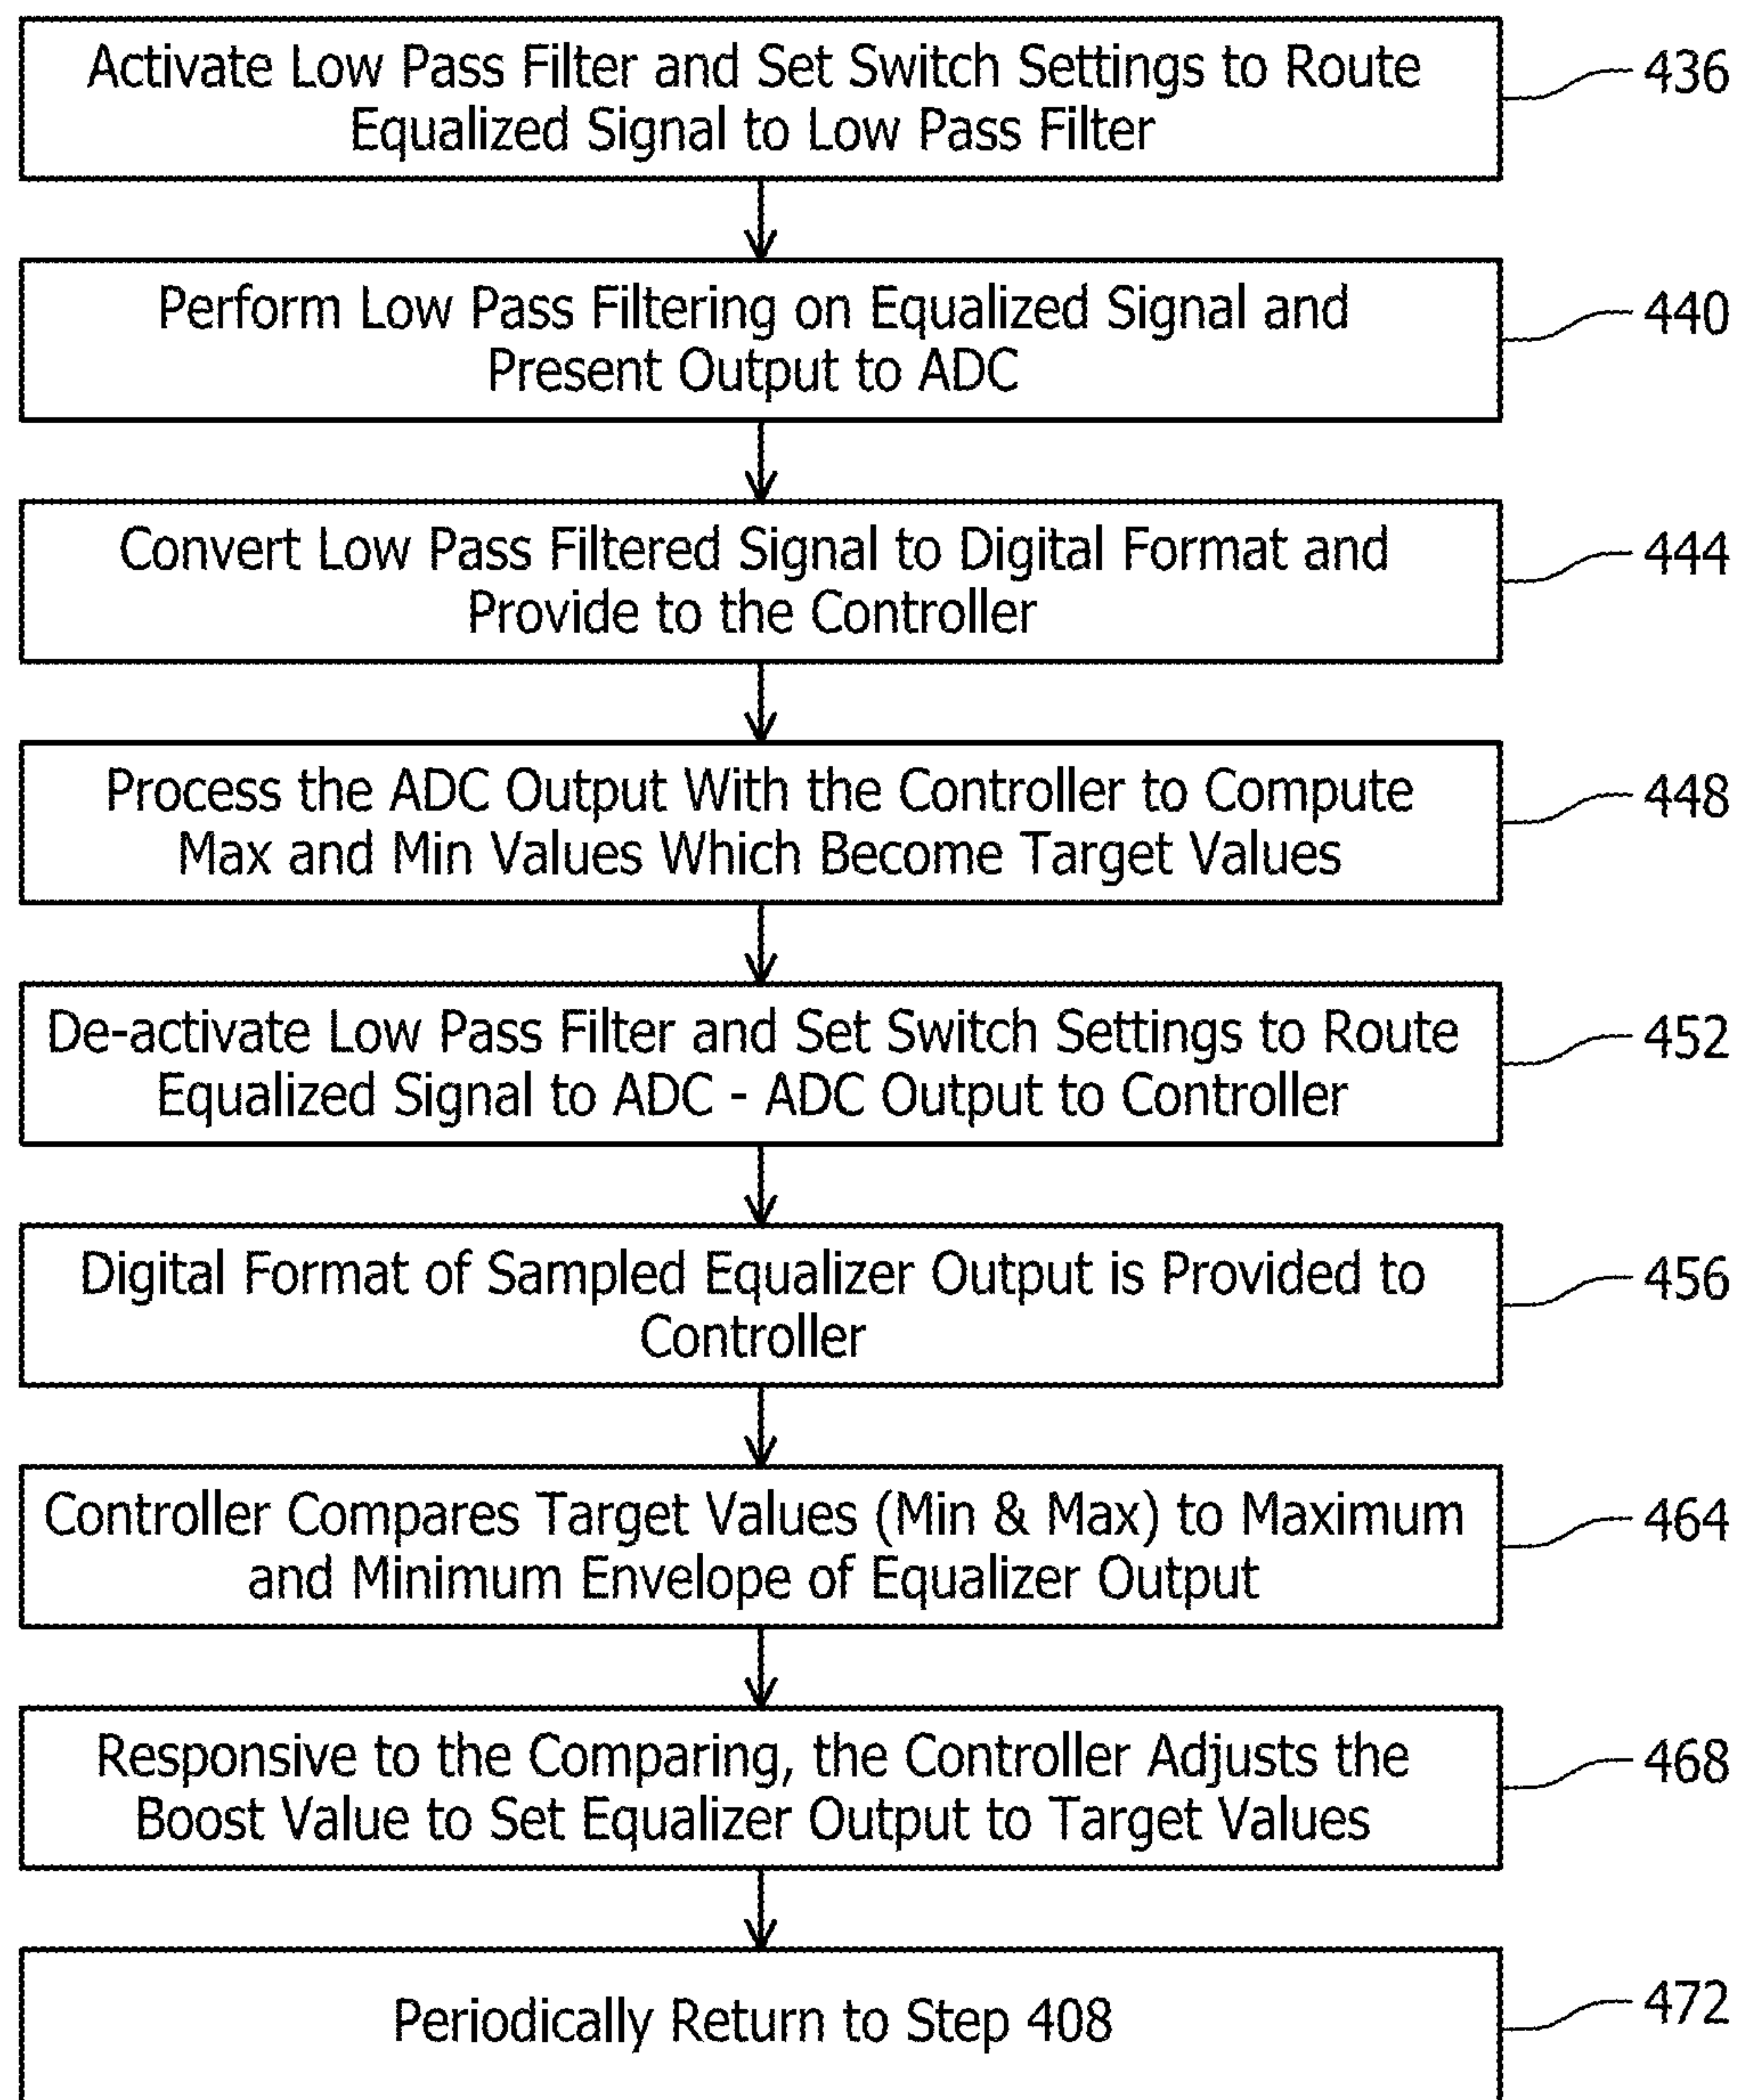 Activate Low Pass Filter and Set Switch Settings to Route
Equalized Signal to Low Pass Filter
436
Perform Low Pass Filtering on Equalized Signal and
Present Output to ADC
440
Convert Low Pass Filtered Signal to Digital Format and
Provide to the Controller
444
Process the ADC Output With the Controller to Compute
Max and Min Values Which Become Target Values
448
De-activate Low Pass Filter and Set Switch Settings to Route
Equalized Signal to ADC - ADC Output to Controller
452
Digital Format of Sampled Equalizer Output is Provided to
Controller
456
Controller Compares Target Values (Min & Max) to Maximum
and Minimum Envelope of Equalizer Output
464
Responsive to the Comparing, the Controller Adjusts the
Boost Value to Set Equalizer Output to Target Values
468
Periodically Return to Step 408
472